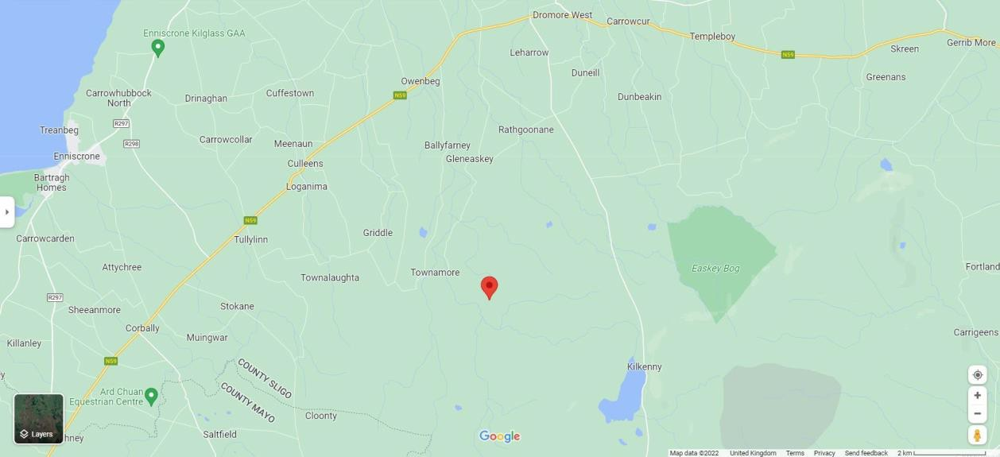 Dromore West
Carrowcur
Enniscrone Kilglass GAA
Templeboy
Gerrib More
Skreen
Leharrow
N59
Duneill
Greenans
Owenbeg
Carrowhubbock
North
Cuffestown
N59
Drinaghan
Dunbeakin
R297
Treanbeg
Rathgoonane
R298
Carrowcollar
Meenaun
Ballyfarney
Enniscrone
Gleneaskey
Culleens
Bartragh
Homes
Loganima
N59
Griddle
Carrowcarden
Tullylinn
Attychree
Fortland
Easkey Bog
Townamore
Townalaughta
R297
Sheeanmore
Stokane
Corbally
Carrigeens
Muingwar
Killanley
N59
Kilkenny
COUNTY SLIGO
COUNTY MAYO
Ard Chuan
Equestrian Centre
Cloonty
Layers
hney
Saltfield
Google
Map data ©2022 United Kingdom Terms Privacy Send feedback 2 km